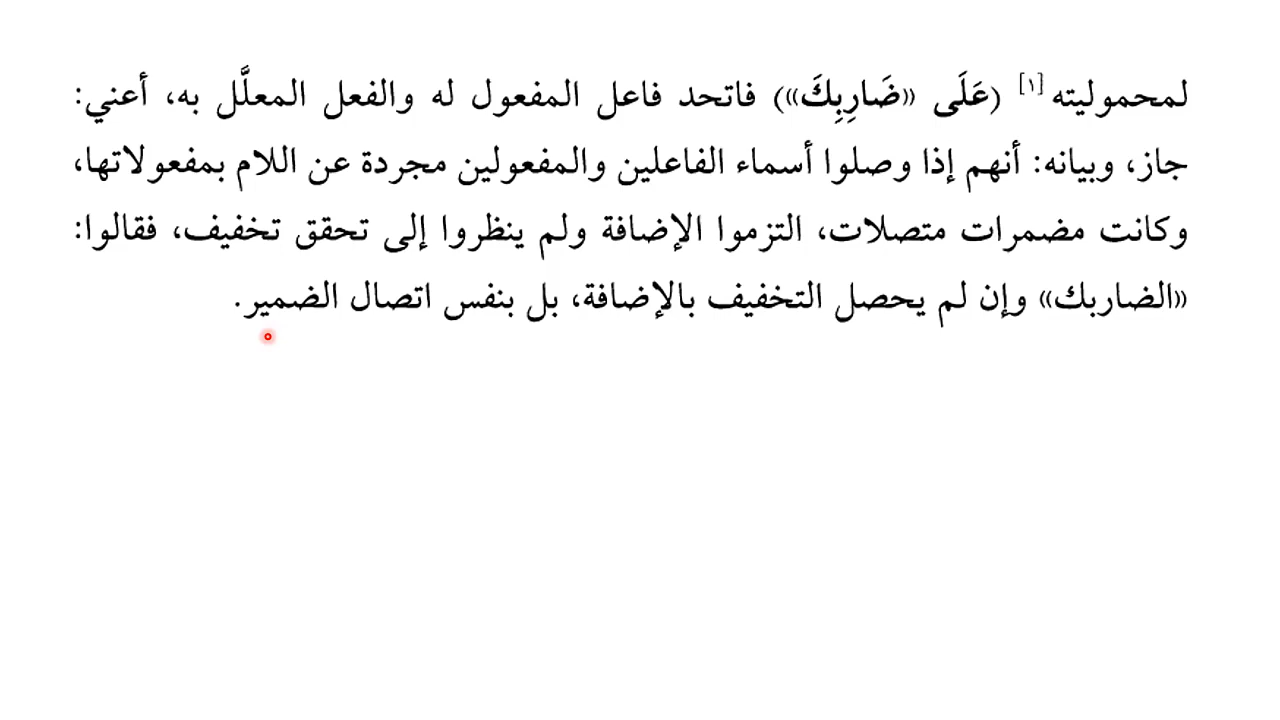 لمحموليته[١] (عَلَى «ضَارِبِكَ») فاتحد فاعل المفعول له والفعل المعلَّل به، أعني:
جاز، وبيانه: أنهم إذا وصلوا أسماء الفاعلين والمفعولين مجردة عن اللام بمفعولاتها،
وكانت مضمرات متصلات، التزموا الإضافة ولم ينظروا إلى تحقق تخفيف، فقالوا:
«الضاربك» وإن لم يحصل التخفيف بالإضافة، بل بنفس اتصال الضمير.